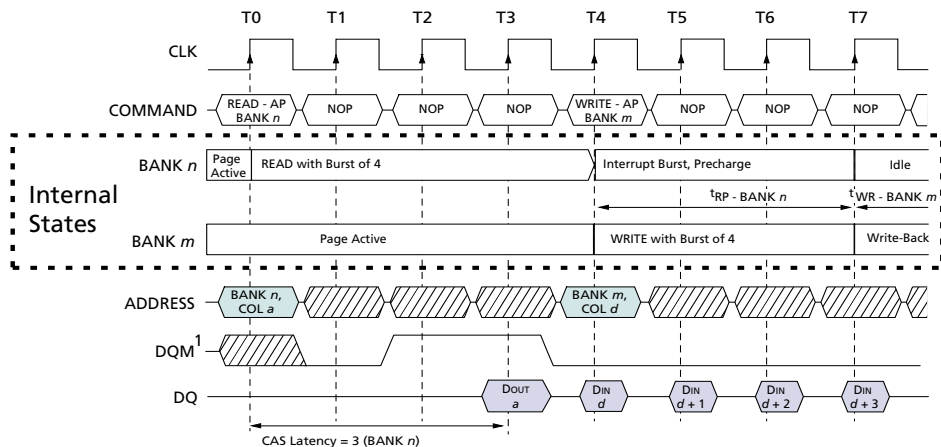 T0 T1 T2 T3 T4 T5 T6 T7
CLK
COMMAND
READ - AP
BANK n
NOP NOP NOP
WRITE - AP
BANK m
NOP NOP NOP
Internal
States
BANK n
Page
Active
READ with Burst of 4
Interrupt Burst, Precharge
Idle
tRP - BANK n
tWR - BANK m
BANK m
Page Active
WRITE with Burst of 4
Write-Back
ADDRESS
BANK n,
COL a
BANK m,
COL d
DQM1
DQ
DOUT
a
DIN
d
DIN
d + 1
DIN
d + 2
DIN
d + 3
CAS Latency = 3 (BANK n)